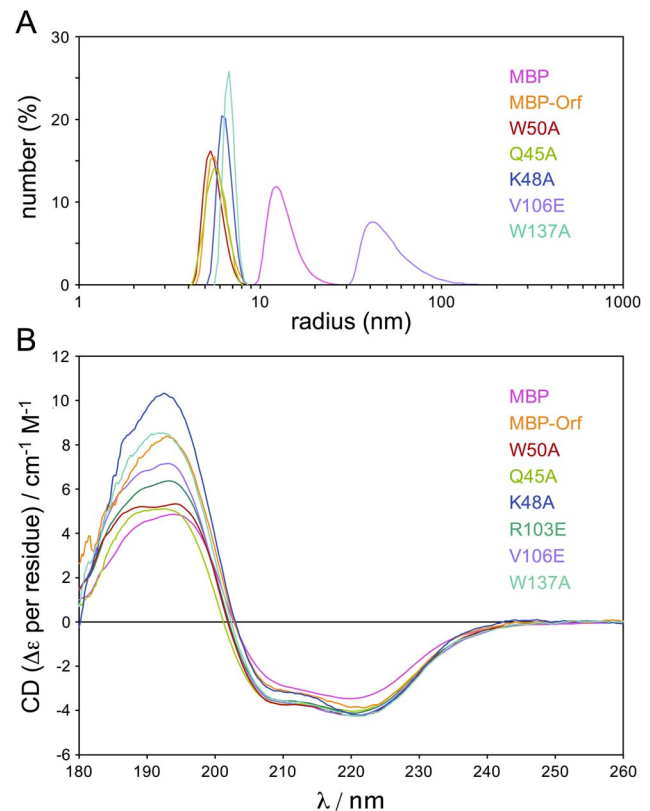 A
30
20
10
0
number (%)
MBP
MBP-Orf
W50A
Q45A
K48A
V106E
W137A
1 10 100 1000
radius (nm)
B
12
10
8
6
4
2
0
-2
-4
-6
CD (Δε per residue) / cm⁻¹ M⁻¹
MBP
MBP-Orf
W50A
Q45A
K48A
R103E
V106E
W137A
180 190 200 210 220 230 240 250 260
λ / nm